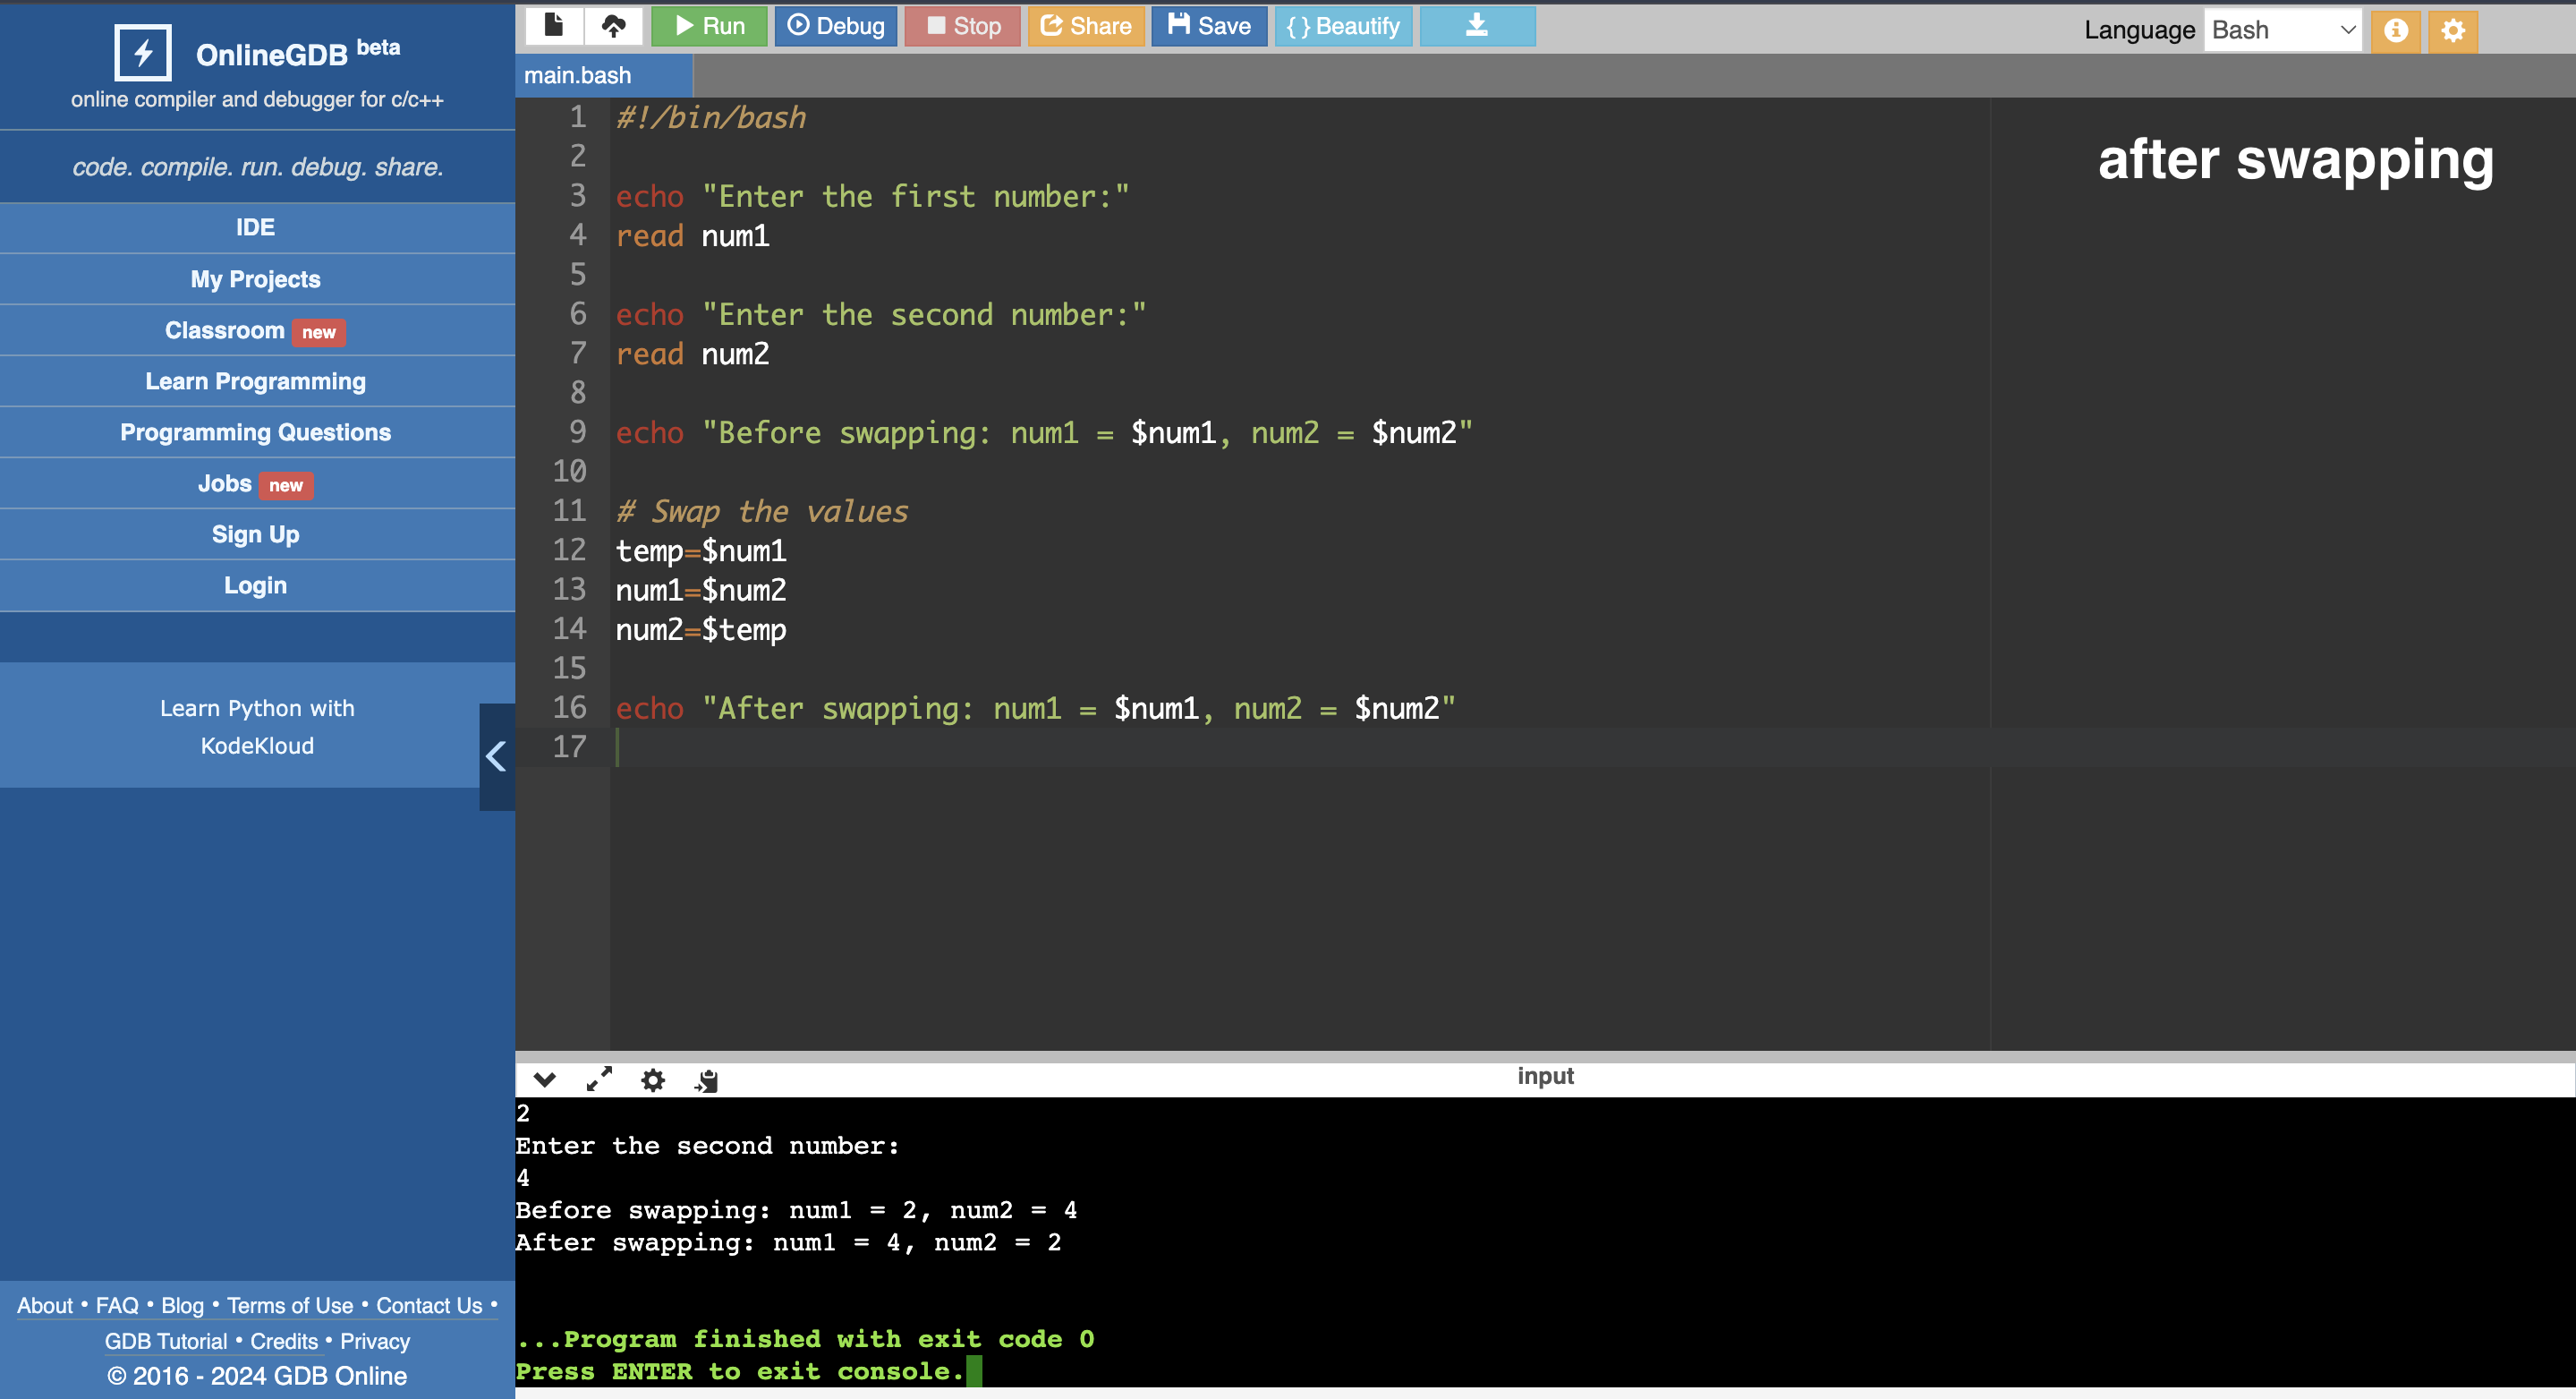 OnlineGDB beta
online compiler and debugger for c/c++
code. compile. run. debug. share.
IDE
My Projects
Classroom new
Learn Programming
Programming Questions
Jobs new
Sign Up
Login
Learn Python with
KodeKloud
About • FAQ • Blog • Terms of Use • Contact Us •
GDB Tutorial • Credits • Privacy
© 2016 - 2024 GDB Online
Run Debug Stop Share Save { } Beautify
Language Bash
main.bash
1 #!/bin/bash
2
3 echo "Enter the first number:"
4 read num1
5
6 echo "Enter the second number:"
7 read num2
8
9 echo "Before swapping: num1 = $num1, num2 = $num2"
10
11 # Swap the values
12 temp=$num1
13 num1=$num2
14 num2=$temp
15
16 echo "After swapping: num1 = $num1, num2 = $num2"
17
after swapping
input
2
Enter the second number:
4
Before swapping: num1 = 2, num2 = 4
After swapping: num1 = 4, num2 = 2
...Program finished with exit code 0
Press ENTER to exit console.